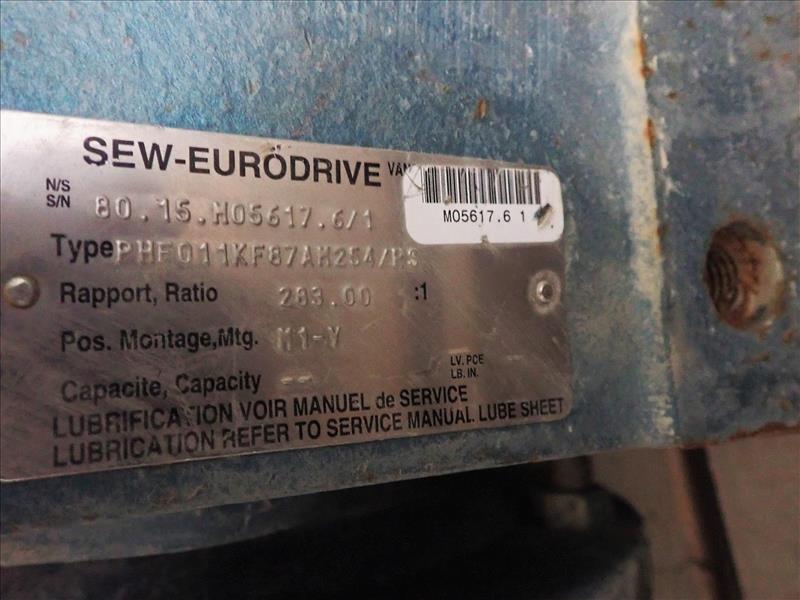 SEW-EURODRIVE VAN
N/S
S/N 80.15.M05617.6/1
M05617.6 1
Type PHF011KF87AM254/RS
Rapport, Ratio 283.00 :1
Pos. Montage,Mtg. M1-V
Capacite, Capacity -- LV. PCE
LB. IN.
LUBRIFICATION VOIR MANUEL de SERVICE
LUBRICATION REFER TO SERVICE MANUAL. LUBE SHEET